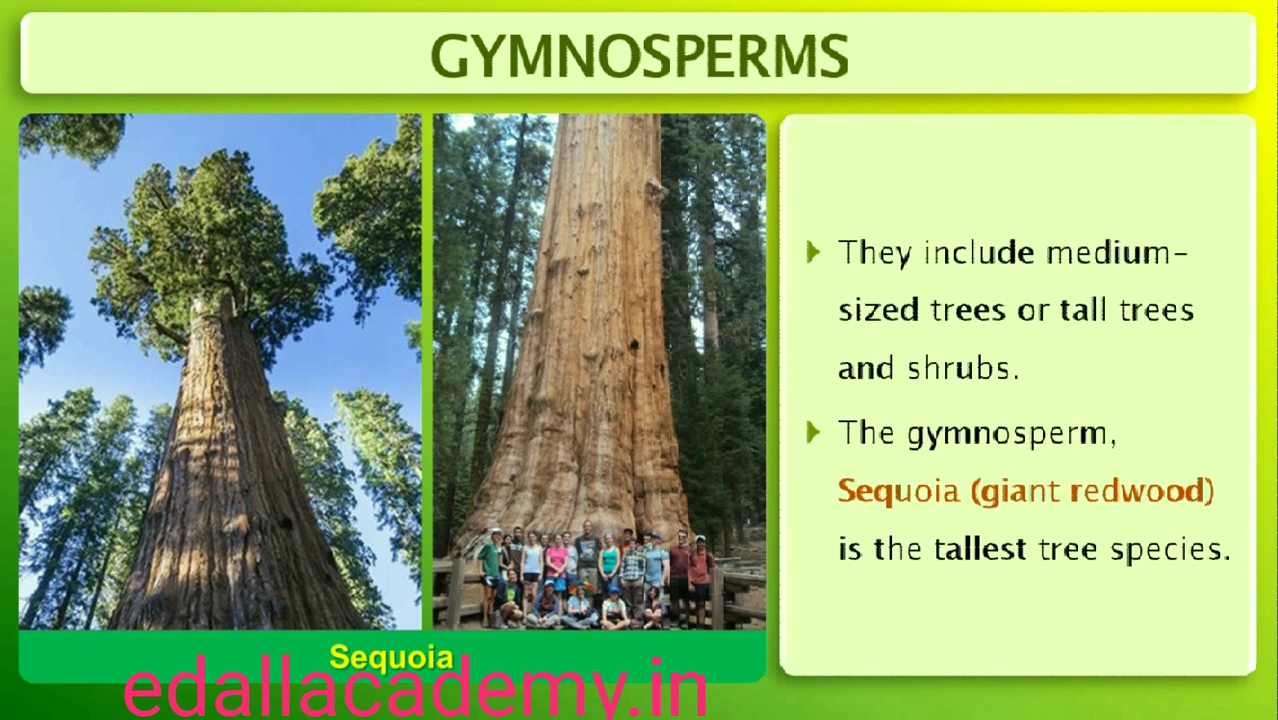 GYMNOSPERMS
They include medium-
sized trees or tall trees
and shrubs.
The gymnosperm,
Sequoia (giant redwood)
is the tallest tree species.
Sequoia
edallacademy.in